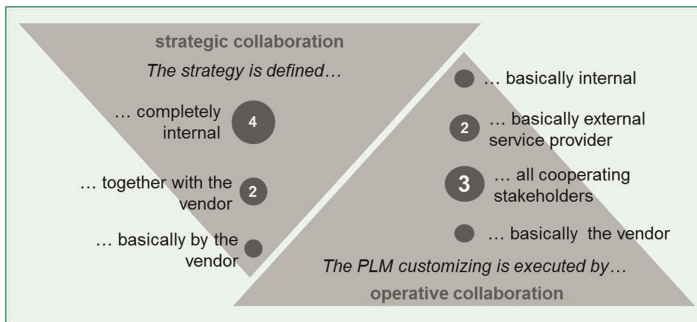 strategic collaboration
The strategy is defined…
… completely
internal
4
… together with the
vendor
2
… basically by the
vendor
… basically internal
2
… basically external
service provider
3
… all cooperating
stakeholders
… basically  the vendor
The PLM customizing is executed by…
operative collaboration